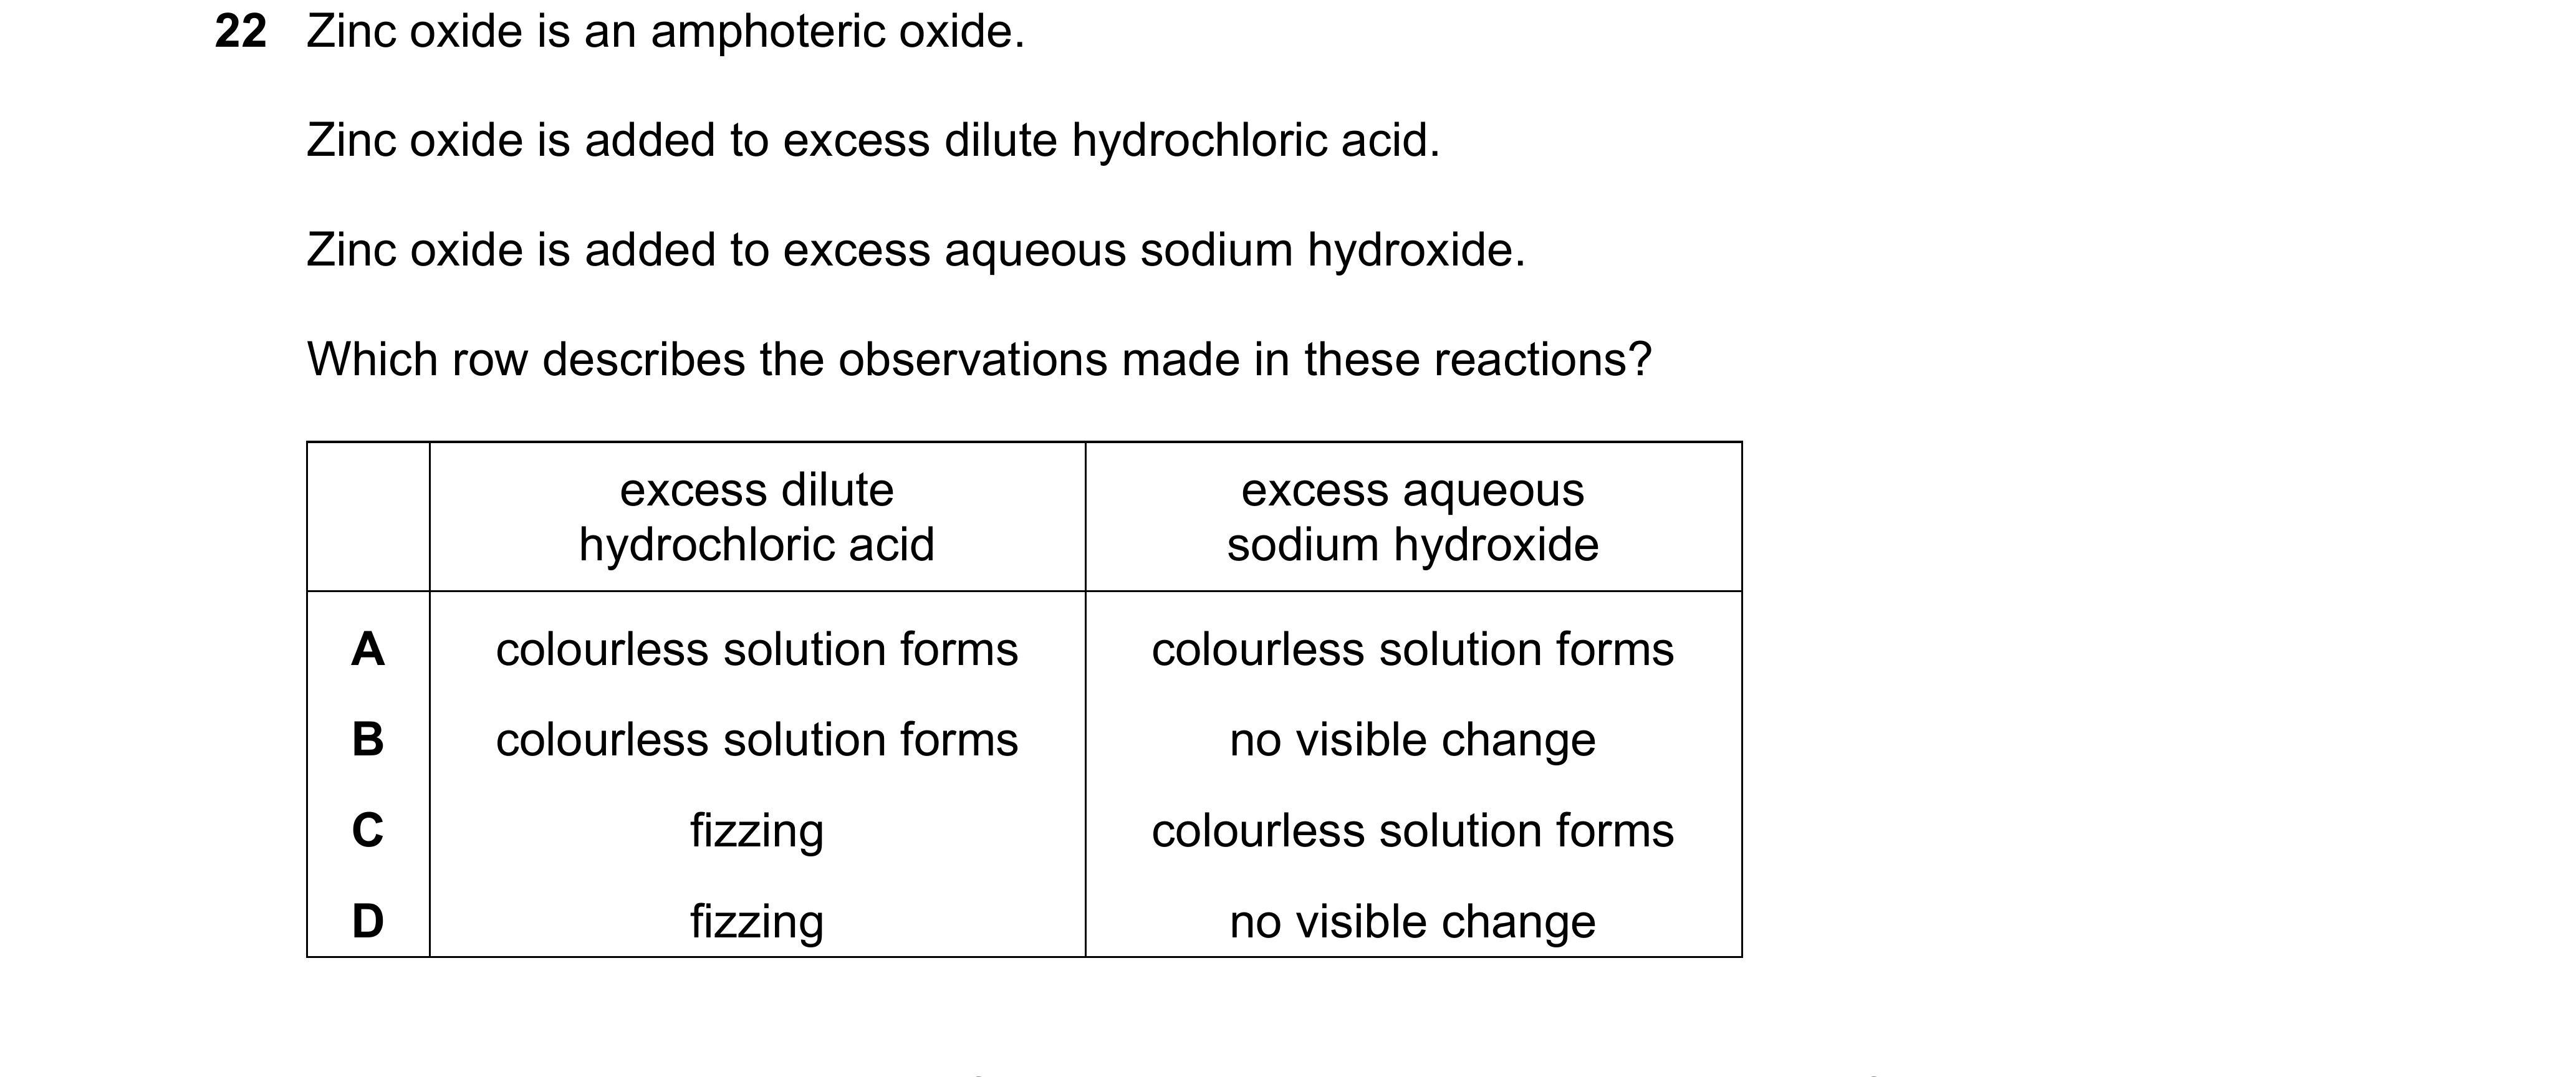 22 Zinc oxide is an amphoteric oxide.
Zinc oxide is added to excess dilute hydrochloric acid.
Zinc oxide is added to excess aqueous sodium hydroxide.
Which row describes the observations made in these reactions?
excess dilute hydrochloric acid
excess aqueous sodium hydroxide
A colourless solution forms colourless solution forms
B colourless solution forms no visible change
C fizzing colourless solution forms
D fizzing no visible change